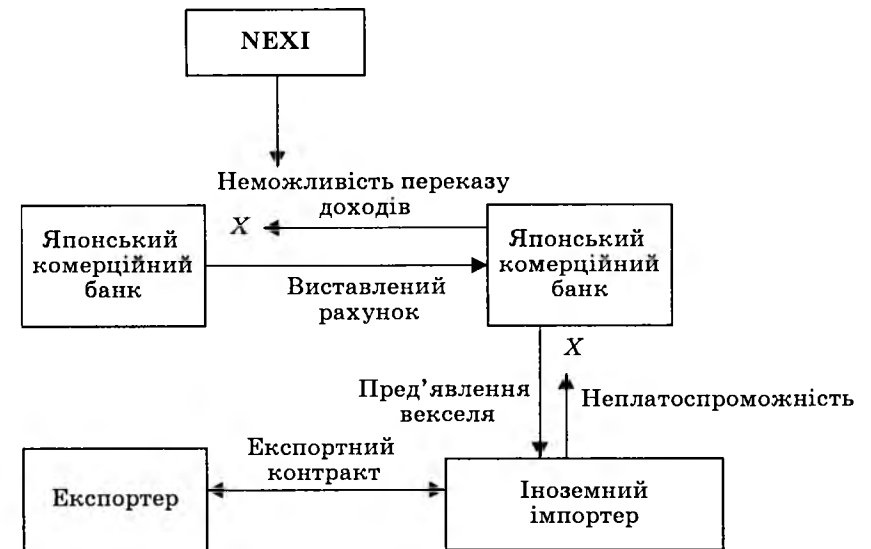 NEXI
Неможливість переказу
доходів
X
Японський
комерційний
банк
Японський
комерційний
банк
Виставлений
рахунок
X
Пред’явлення
векселя
Неплатоспроможність
Експортний
контракт
Експортер
Іноземний
імпортер